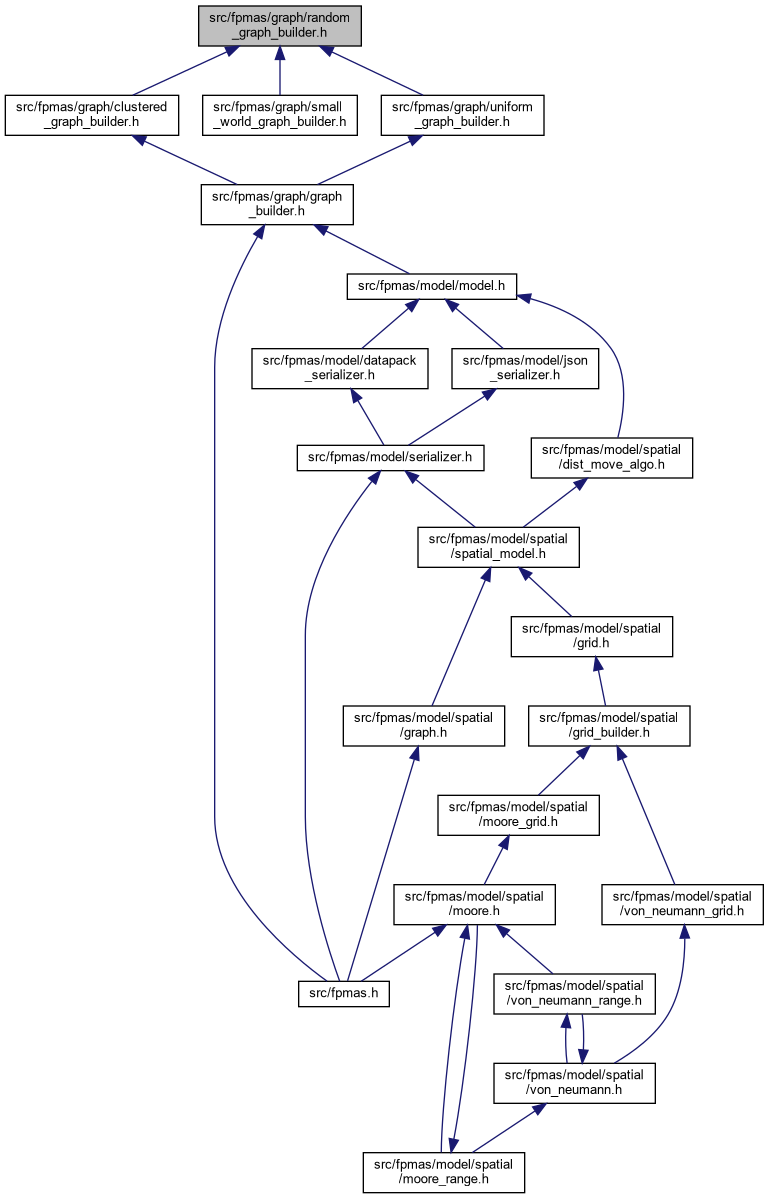 src/fpmas/graph/random
_graph_builder.h
src/fpmas/graph/clustered
_graph_builder.h
src/fpmas/graph/small
_world_graph_builder.h
src/fpmas/graph/uniform
_graph_builder.h
src/fpmas/graph/graph
_builder.h
src/fpmas/model/model.h
src/fpmas/model/datapack
_serializer.h
src/fpmas/model/json
_serializer.h
src/fpmas/model/serializer.h
src/fpmas/model/spatial
/dist_move_algo.h
src/fpmas/model/spatial
/spatial_model.h
src/fpmas/model/spatial
/grid.h
src/fpmas/model/spatial
/graph.h
src/fpmas/model/spatial
/grid_builder.h
src/fpmas/model/spatial
/moore_grid.h
src/fpmas/model/spatial
/moore.h
src/fpmas/model/spatial
/von_neumann_grid.h
src/fpmas.h
src/fpmas/model/spatial
/von_neumann_range.h
src/fpmas/model/spatial
/von_neumann.h
src/fpmas/model/spatial
/moore_range.h